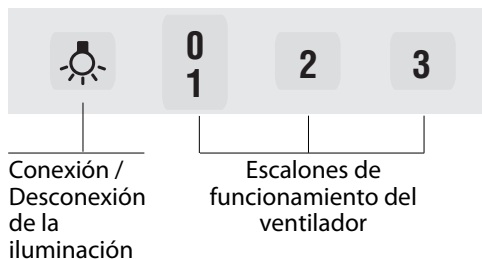 0
1
2
3
Conexión /
Desconexión
de la
iluminación
Escalones de
funcionamiento del
ventilador